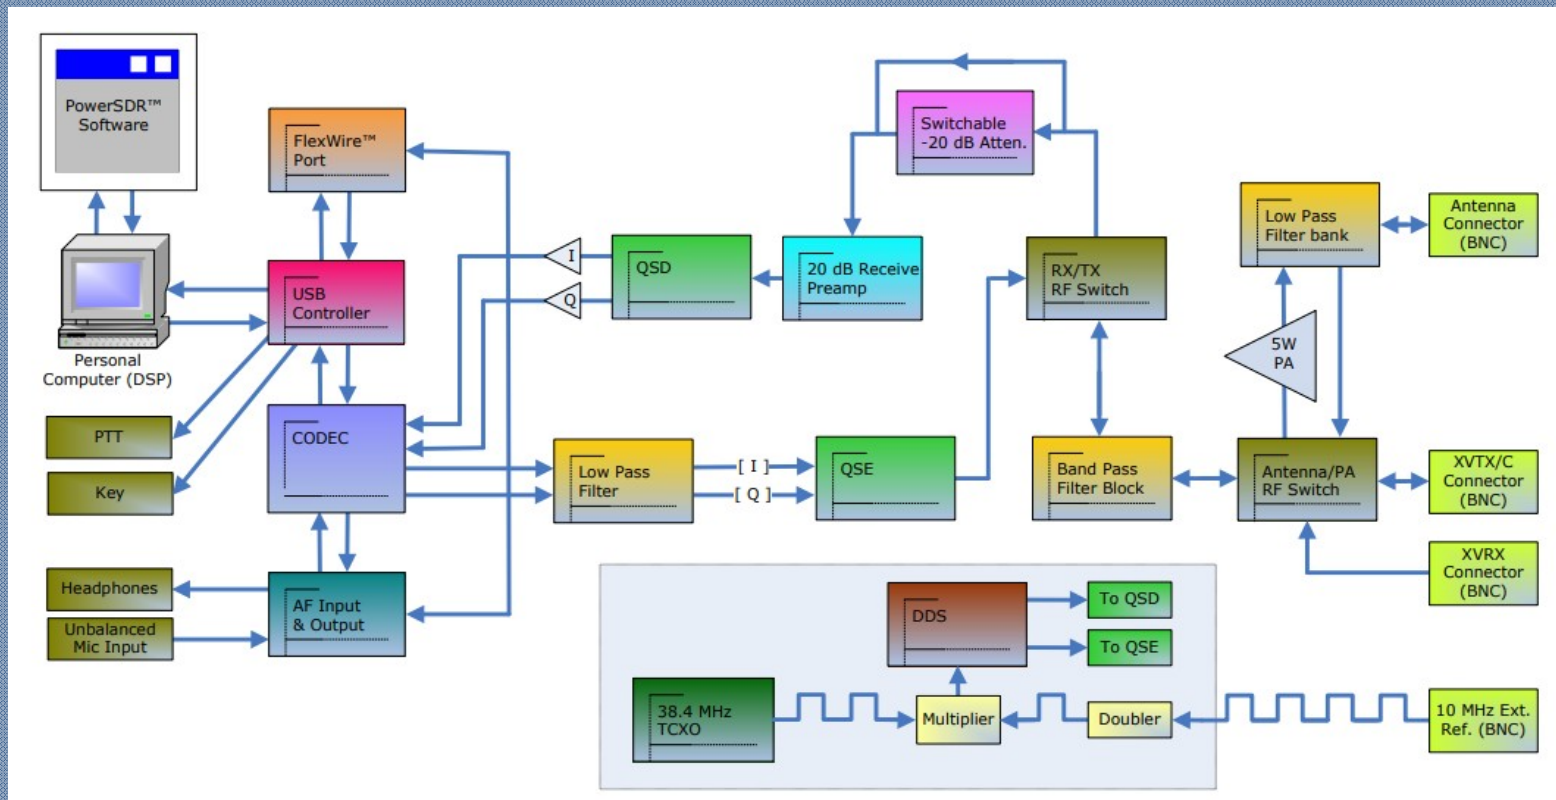 PowerSDR™
Software
FlexWire™
Port
Switchable
-20 dB Atten.
Low Pass
Filter bank
Antenna
Connector
(BNC)
I
QSD
20 dB Receive
Preamp
RX/TX
RF Switch
USB
Controller
Q
5W
PA
Personal
Computer (DSP)
PTT
CODEC
Key
Low Pass
Filter
[ I ]
[ Q ]
QSE
Band Pass
Filter Block
Antenna/PA
RF Switch
XVTX/C
Connector
(BNC)
XVRX
Connector
(BNC)
Headphones
Unbalanced
Mic Input
AF Input
& Output
DDS
To QSD
To QSE
38.4 MHz
TCXO
Multiplier
Doubler
10 MHz Ext.
Ref. (BNC)